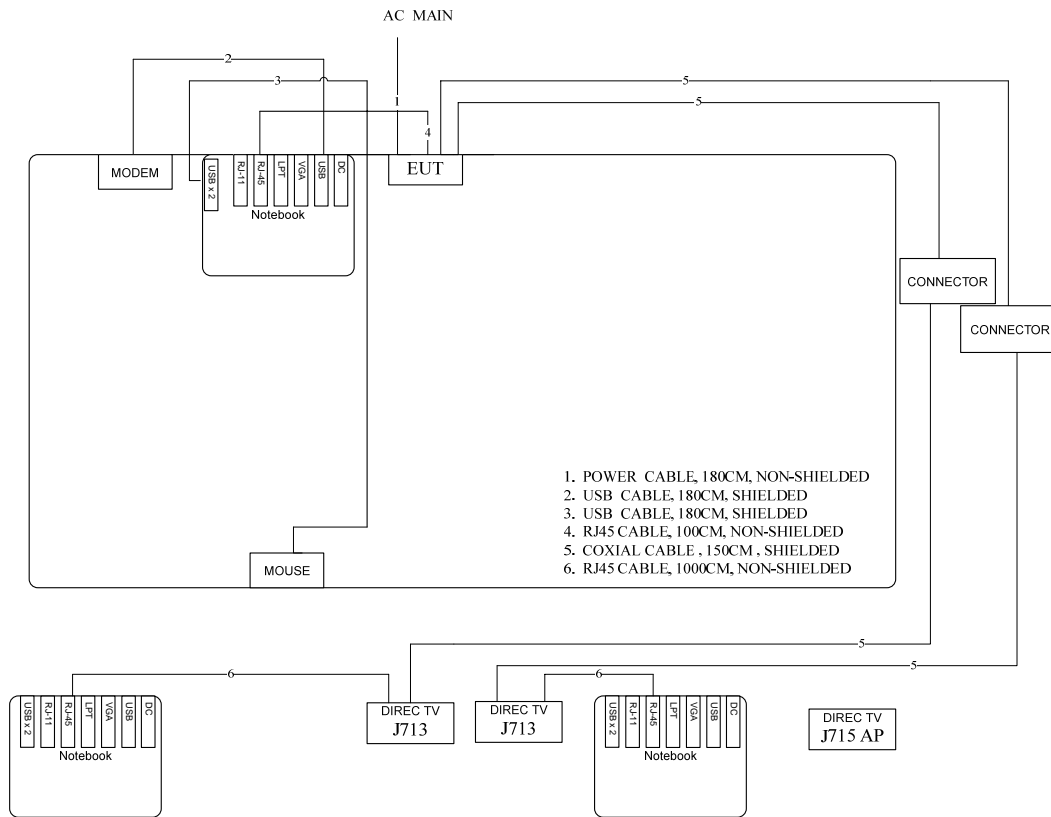 AC MAIN
2
3
5
5
1
4
MODEM
USB x 2
RJ-11
RJ-45
LPT
VGA
USB
DC
Notebook
EUT
CONNECTOR
CONNECTOR
1. POWER CABLE, 180CM, NON-SHIELDED
2. USB CABLE, 180CM, SHIELDED
3. USB CABLE, 180CM, SHIELDED
4. RJ45 CABLE, 100CM, NON-SHIELDED
5. COXIAL CABLE , 150CM , SHIELDED
6. RJ45 CABLE, 1000CM, NON-SHIELDED
MOUSE
5
6
6
5
USB x 2
RJ-11
RJ-45
LPT
VGA
USB
DC
Notebook
DIREC TV
J713
DIREC TV
J713
USB x 2
RJ-11
RJ-45
LPT
VGA
USB
DC
Notebook
DIREC TV
J715 AP